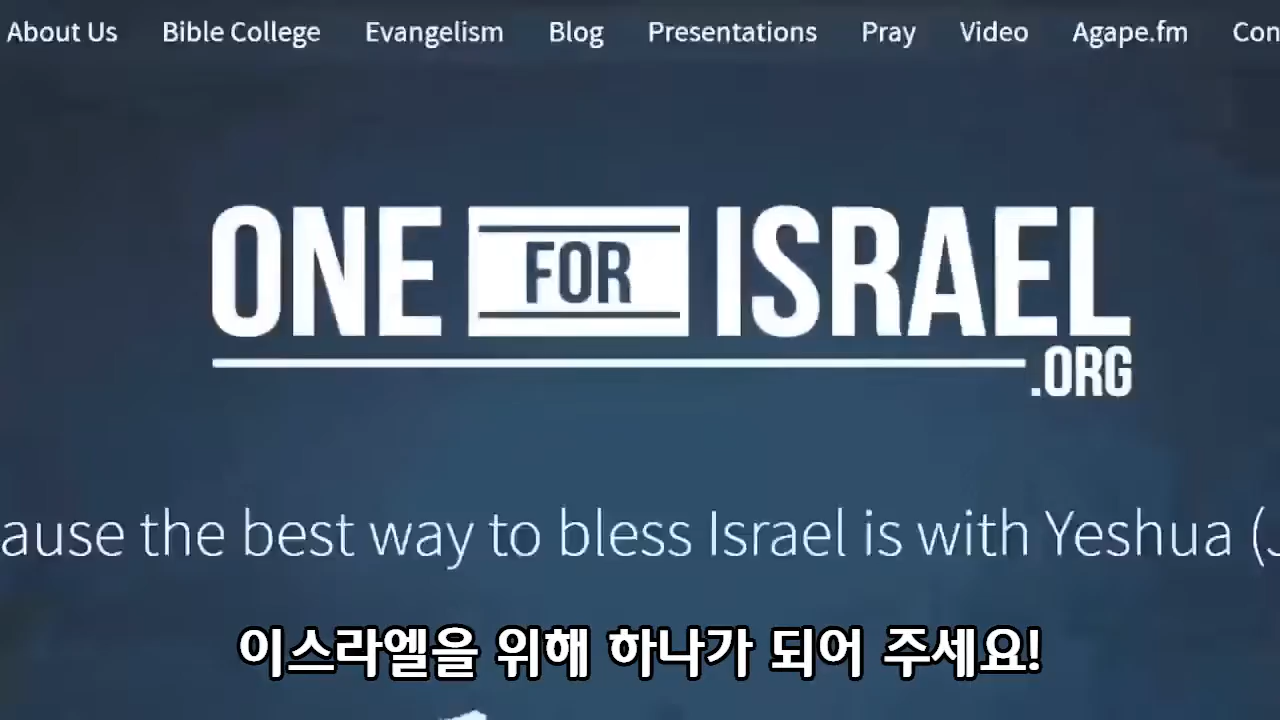 About Us Bible College Evangelism Blog Presentations Pray Video Agape.fm
ONE FOR ISRAEL
.ORG
the best way to bless Israel is with Yeshua (
이스라엘을 위해 하나가 되어 주세요!